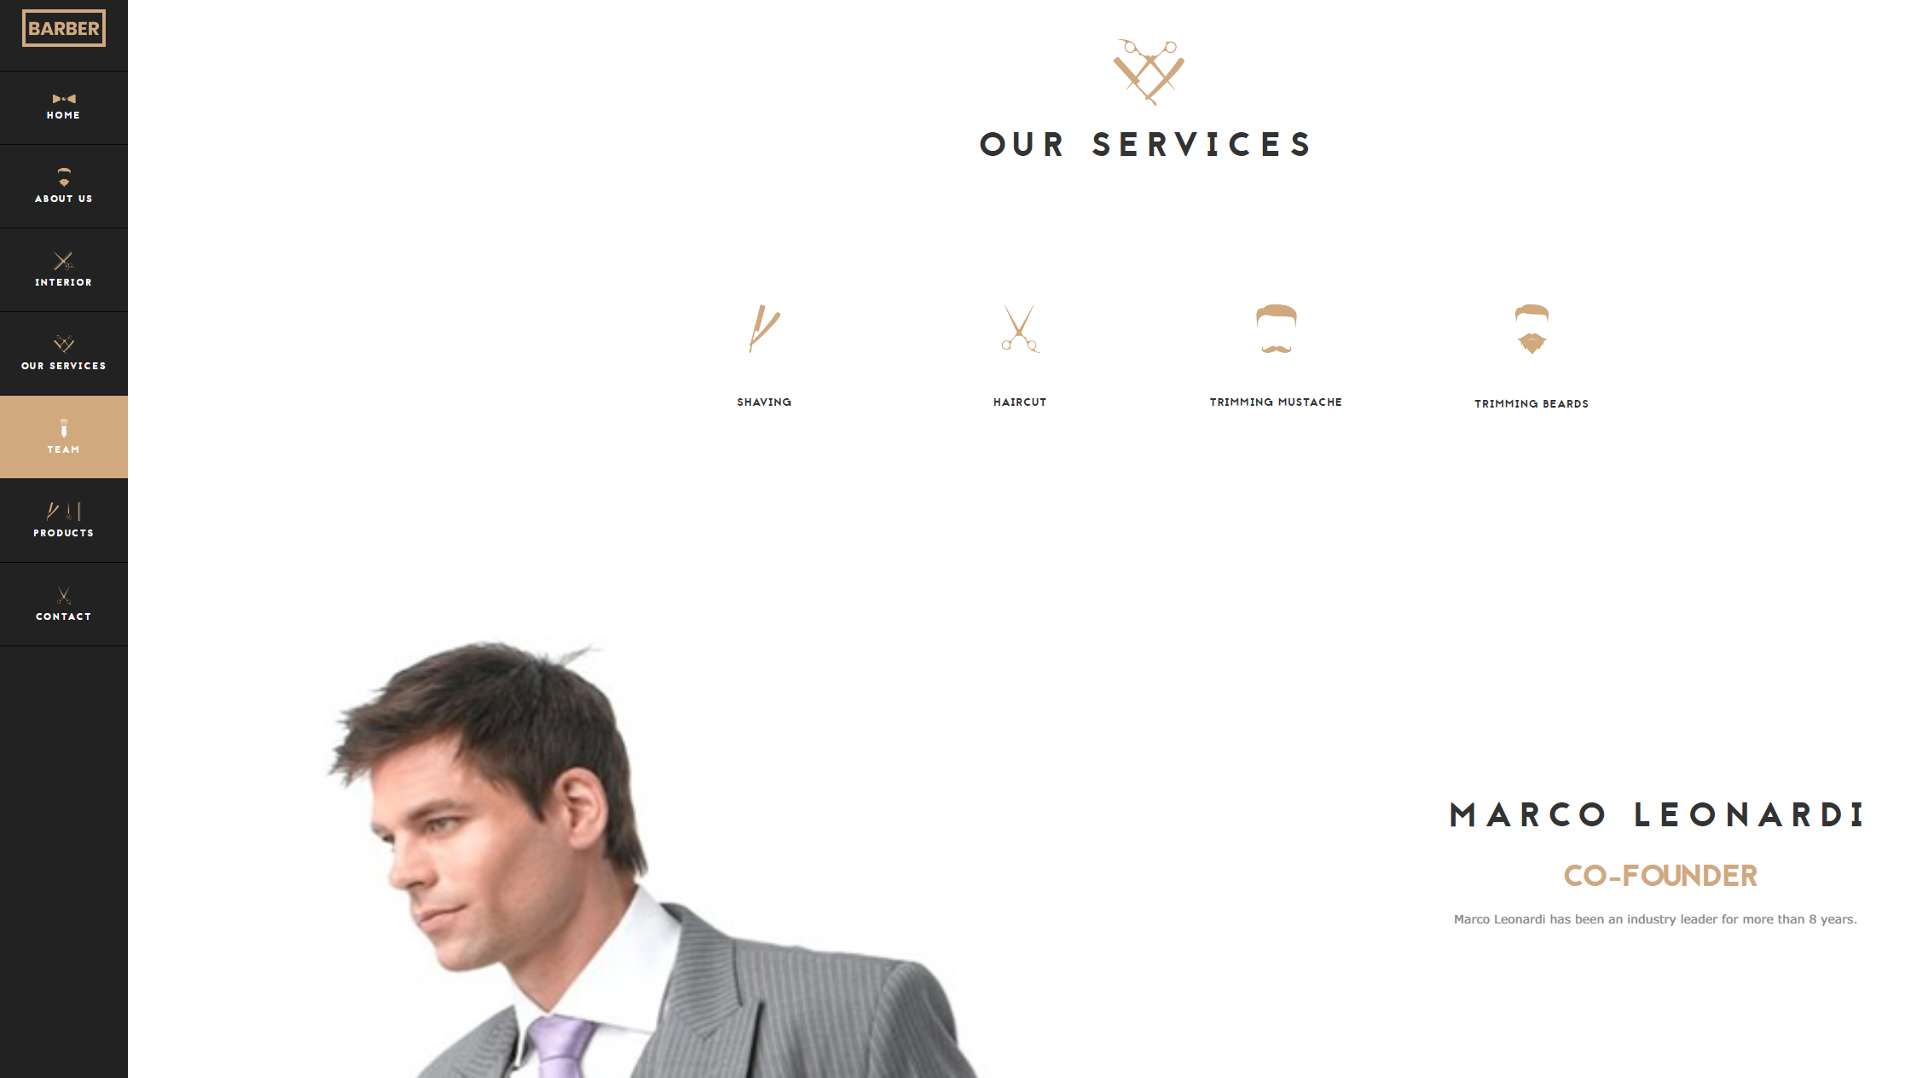 BARBER
HOME
ABOUT US
INTERIOR
OUR SERVICES
TEAM
PRODUCTS
CONTACT
OUR SERVICES
SHAVING
HAIRCUT
TRIMMING MUSTACHE
TRIMMING BEARDS
MARCO LEONARDI
CO-FOUNDER
Marco Leonardi has been an industry leader for more than 8 years.